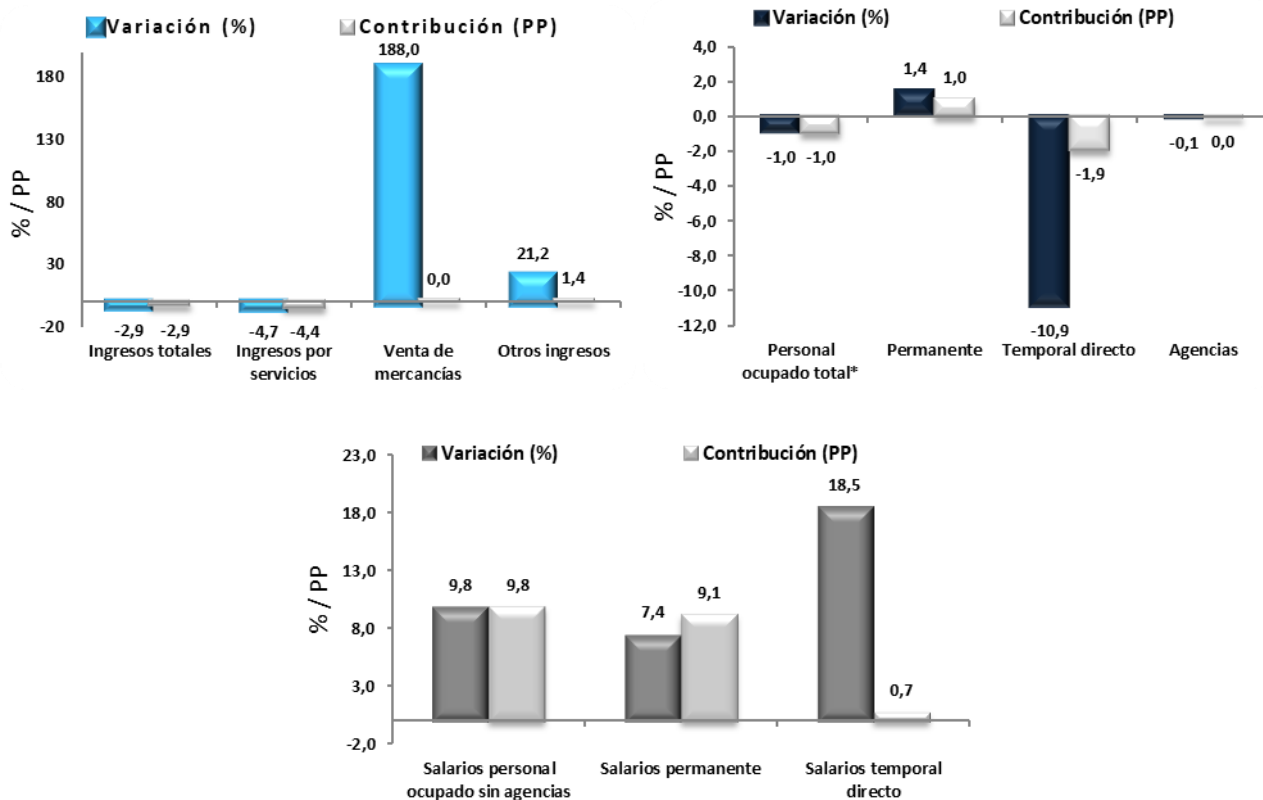 Variación (%) Contribución (PP)
188,0
180
130
80
30
-20
% / PP
21,2
0,0 1,4
-2,9 -2,9 -4,7 -4,4
Ingresos totales Ingresos por servicios Venta de mercancías Otros ingresos
Variación (%) Contribución (PP)
4,0
2,0
0,0
-2,0
-4,0
-6,0
-8,0
-10,0
-12,0
% / PP
1,4 1,0
-1,0 -1,0 -1,9 -0,1 0,0
-10,9
Personal ocupado total* Permanente Temporal directo Agencias
Variación (%) Contribución (PP)
23,0
18,0
13,0
8,0
3,0
-2,0
% / PP
18,5
9,8 9,8 7,4 9,1
0,7
Salarios personal ocupado sin agencias Salarios permanente Salarios temporal directo